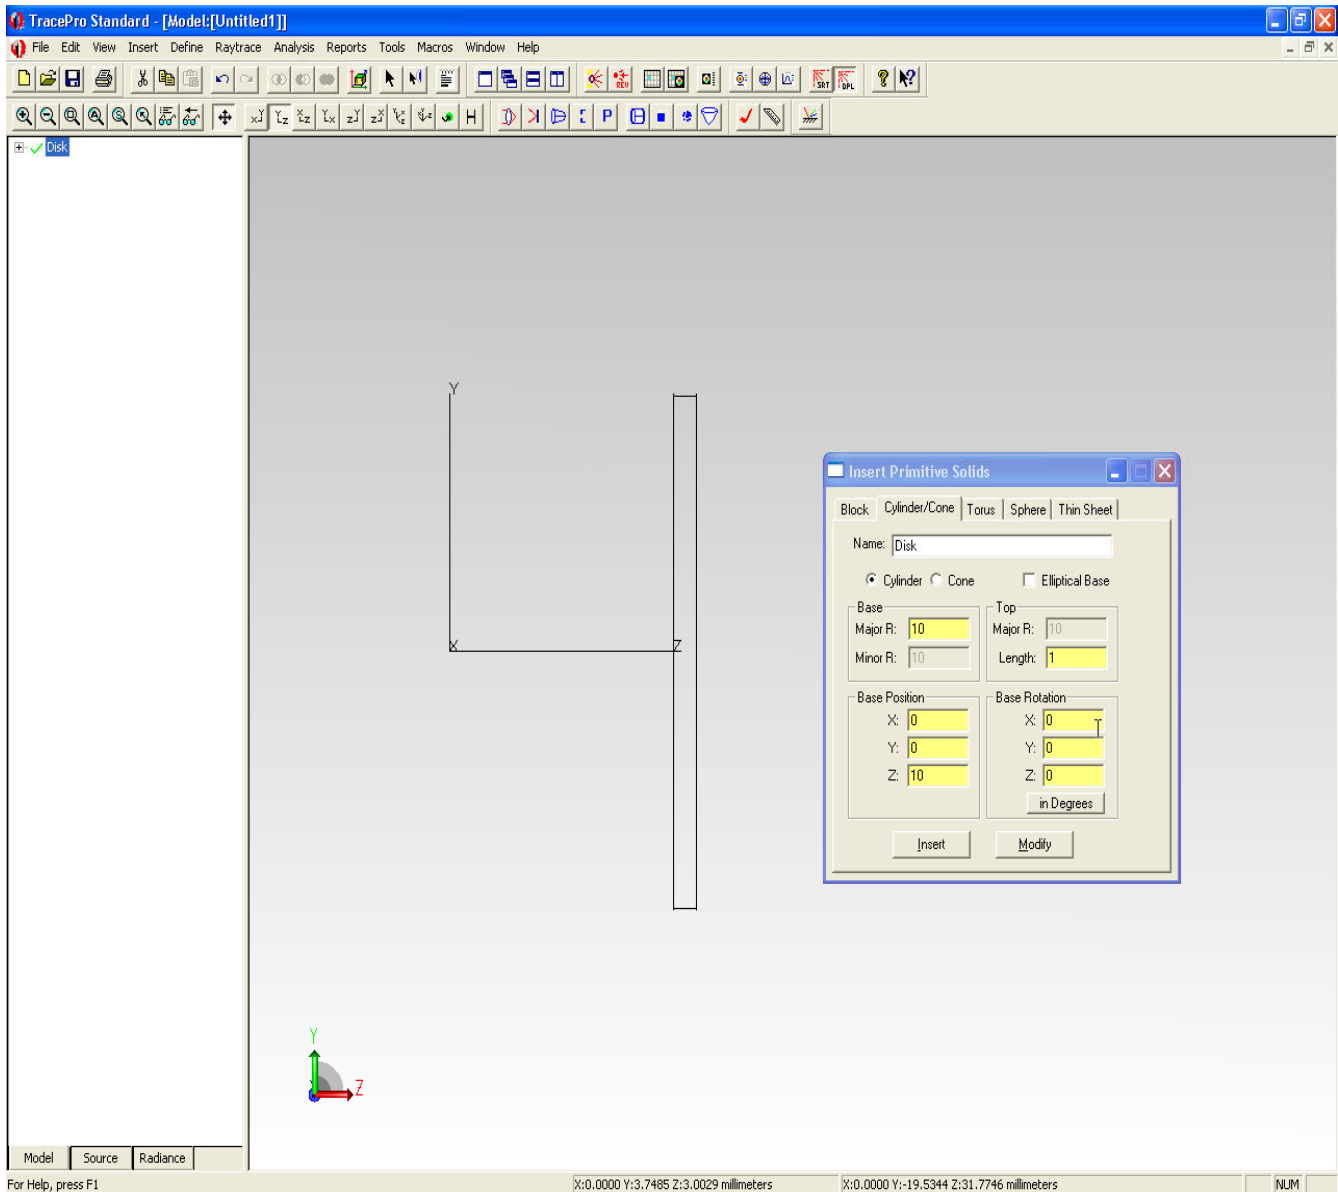 TracePro Standard - [Model:[Untitled1]]
File Edit View Insert Define Raytrace Analysis Reports Tools Macros Window Help
Disk
Y
X
Z
Insert Primitive Solids
Block Cylinder/Cone Torus Sphere Thin Sheet
Name: Disk
Cylinder Cone Elliptical Base
Base
Major R: 10
Minor R: 10
Top
Major R: 10
Length: 1
Base Position
X: 0
Y: 0
Z: 10
Base Rotation
X: 0
Y: 0
Z: 0
in Degrees
Insert Modify
Y
Z
Model Source Radiance
For Help, press F1 X:0.0000 Y:3.7485 Z:3.0029 millimeters X:0.0000 Y:-19.5344 Z:31.7746 millimeters NUM